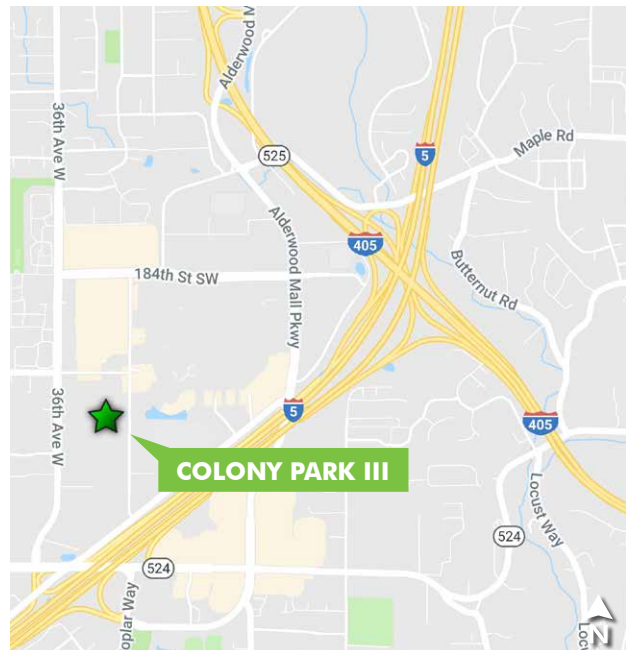 Alderwood Mall N
36th Ave W
525
Maple Rd
5
Alderwood Mall Pkwy
405
184th St SW
Butternut Rd
36th Ave W
5
405
COLONY PARK III
Locust Way
524
524
oplar Way
N